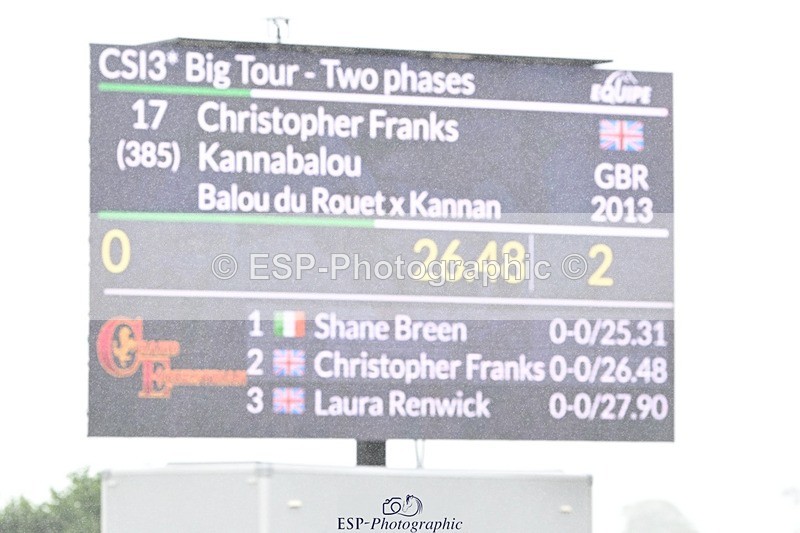 CSI3* Big Tour - Two phases
EQUIPE
17 Christopher Franks
(385) Kannabalou GBR
Balou du Rouet x Kannan 2013
0 26.48 2
© ESP-Photographic ©
1 Shane Breen 0-0/25.31
2 Christopher Franks 0-0/26.48
3 Laura Renwick 0-0/27.90
Grand
Equestrian
ESP-Photographic